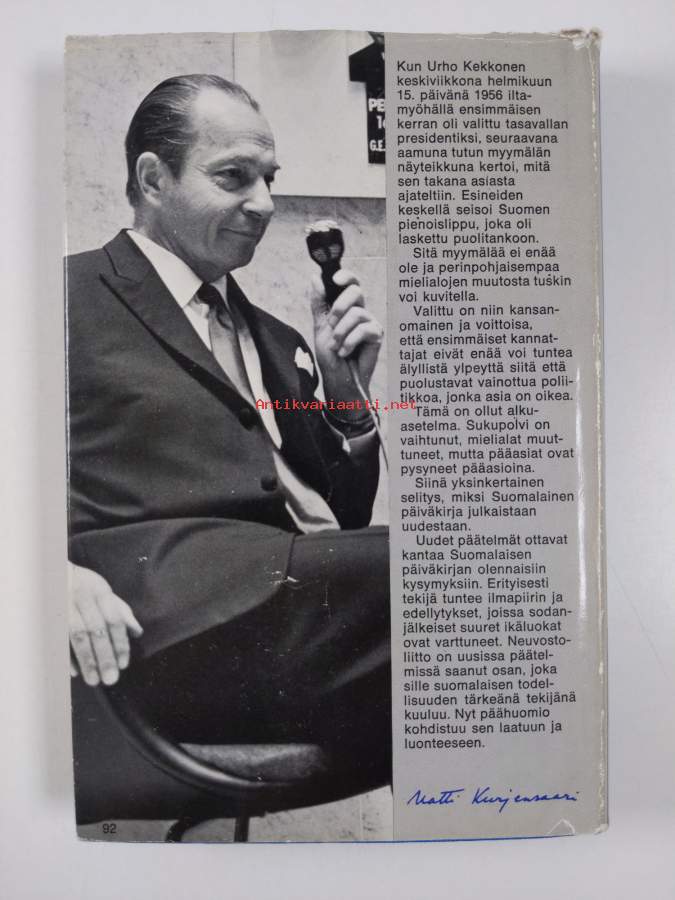 Kun Urho Kekkonen
keskiviikkona helmikuun
15. päivänä 1956 ilta-
myöhällä ensimmäisen
kerran oli valittu tasavallan
presidentiksi, seuraavana
aamuna tutun myymälän
näyteikkuna kertoi, mitä
sen takana asiasta
ajateltiin. Esineiden
keskellä seisoi Suomen
pienoislippu, joka oli
laskettu puolitankoon.
Sitä myymälää ei enää
ole ja perinpohjaisempaa
mielialojen muutosta tuskin
voi kuvitella.
Valittu on niin kansan-
omainen ja voittoisa,
että ensimmäiset kannat-
tajat eivät enää voi tuntea
älyllistä ylpeyttä siitä että
puolustavat vainottua polii-
tikkoa, jonka asia on oikea.
Tämä on ollut alku-
asetelma. Sukupolvi on
vaihtunut, mielialat muut-
tuneet, mutta pääasiat ovat
pysyneet pääasioina.
Siinä yksinkertainen
selitys, miksi Suomalainen
päiväkirja julkaistaan
uudestaan.
Uudet päätelmät ottavat
kantaa Suomalaisen
päiväkirjan olennaisiin
kysymyksiin. Erityisesti
tekijä tuntee ilmapiirin ja
edellytykset, joissa sodan-
jälkeiset suuret ikäluokat
ovat varttuneet. Neuvosto-
liitto on uusissa päätel-
missä saanut osan, joka
sille suomalaisen todel-
lisuuden tärkeänä tekijänä
kuuluu. Nyt päähuomio
kohdistuu sen laatuun ja
luonteeseen.
Matti Kurjensaari
92
Antikvariaatti.net
PE
G.E.